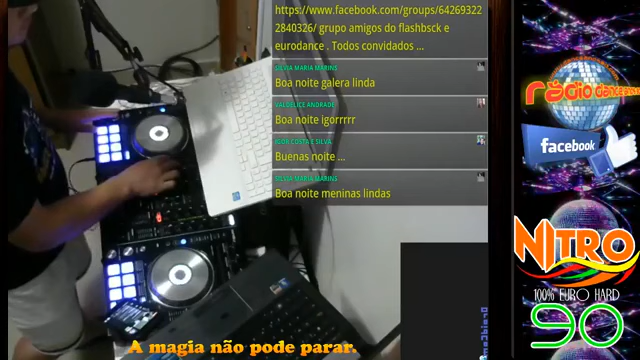 https://www.facebook.com/groups/64269322
2840326/ grupo amigos do flashbsck e
eurodance . Todos convidados ...
SILVIA MARIA MARINS
Boa noite galera linda
VALDELICE ANDRADE
Boa noite igorrrrr
IGOR COSTA E SILVA
Buenas noite ...
SILVIA MARIA MARINS
Boa noite meninas lindas
rádio dance
facebook
NITRO
100% EURO HARD
90
A magia não pode parar.